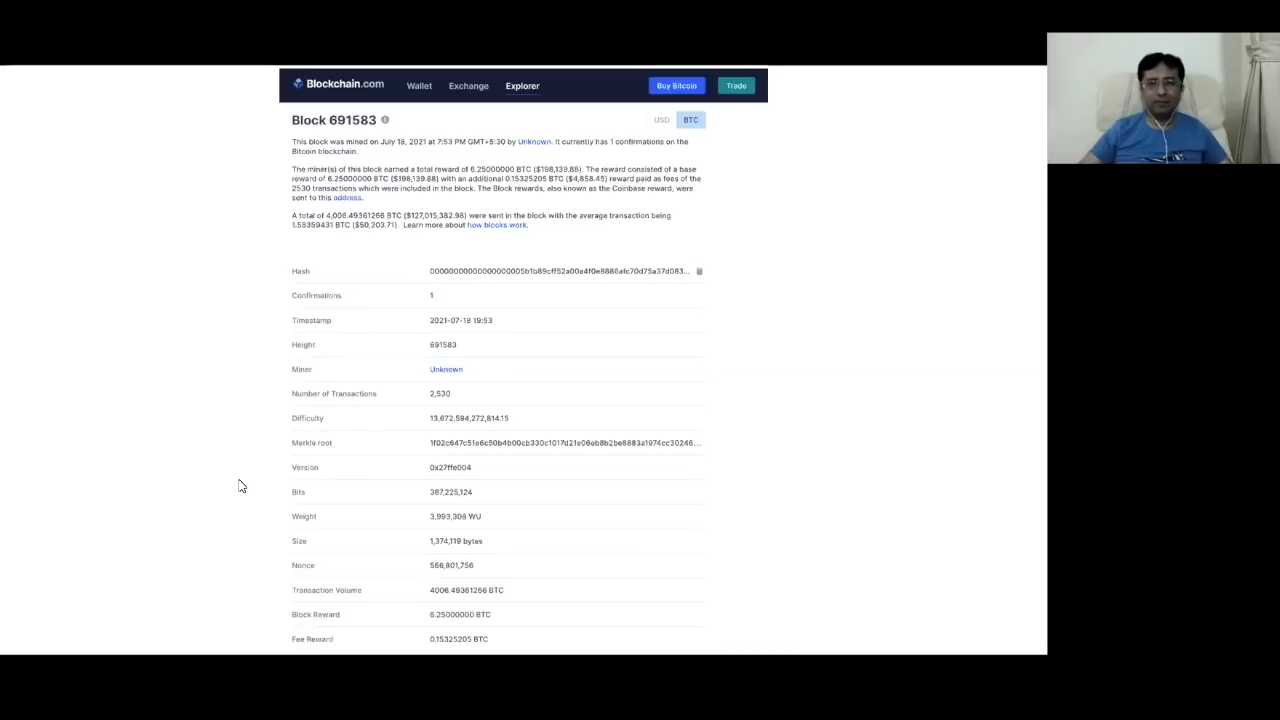 Blockchain.com Wallet Exchange Explorer Buy Bitcoin Trade
Block 691583 USD BTC
This block was mined on July 18, 2021 at 7:53 PM GMT+5:30 by Unknown. It currently has 1 confirmations on the
Bitcoin blockchain.
The miner(s) of this block earned a total reward of 6.25000000 BTC ($198,139.88). The reward consisted of a base
reward of 6.25000000 BTC ($198,139.88) with an additional 0.15325205 BTC ($4,858.45) reward paid as fees of the
2530 transactions which were included in the block. The Block rewards, also known as the Coinbase reward, were
sent to this address.
A total of 4,006.49361266 BTC ($127,015,382.98) were sent in the block with the average transaction being
1.58359431 BTC ($50,203.71). Learn more about how blocks work.
Hash
Confirmations 1
Timestamp 2021-07-18 19:53
Height 691583
Miner Unknown
Number of Transactions 2,530
Difficulty 13,672,594,272,814.15
Merkle root
Version 0x27ffe004
Bits 387,225,124
Weight 3,993,308 WU
Size 1,374,119 bytes
Nonce 566,801,756
Transaction Volume 4006.49361266 BTC
Block Reward 6.25000000 BTC
Fee Reward 0.15325205 BTC